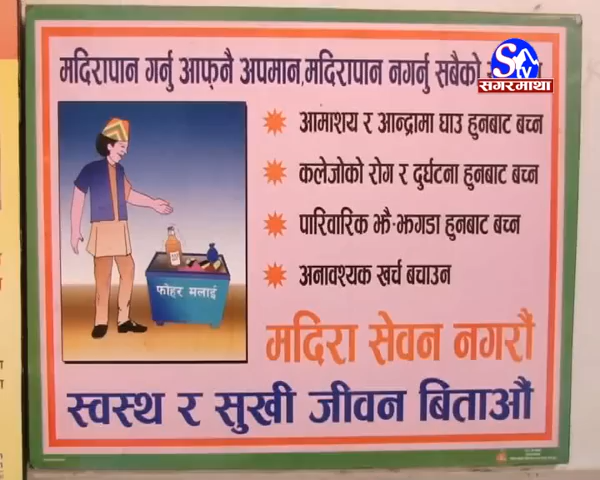 मदिरापान गर्नु आफ्नै अपमान, मदिरापान नगर्नु सबैको
STV
सगरमाथा
आमाशय र आन्द्रामा घाउ हुनबाट बच्न
कलेजोको रोग र दुर्घटना हुनबाट बच्न
पारिवारिक झै-झगडा हुनबाट बच्न
अनावश्यक खर्च बचाउन
फोहर मलाई
मदिरा सेवन नगरौं
स्वस्थ र सुखी जीवन बिताऔं